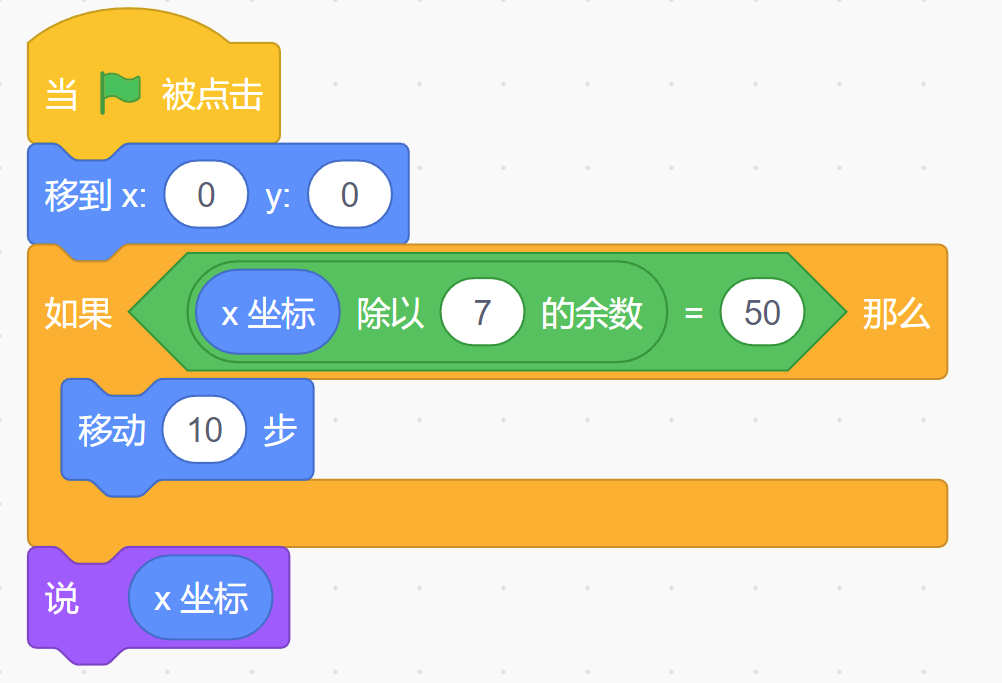 当 被点击
移到 x: 0 y: 0
如果 x 坐标 除以 7 的余数 = 50 那么
移动 10 步
说 x 坐标